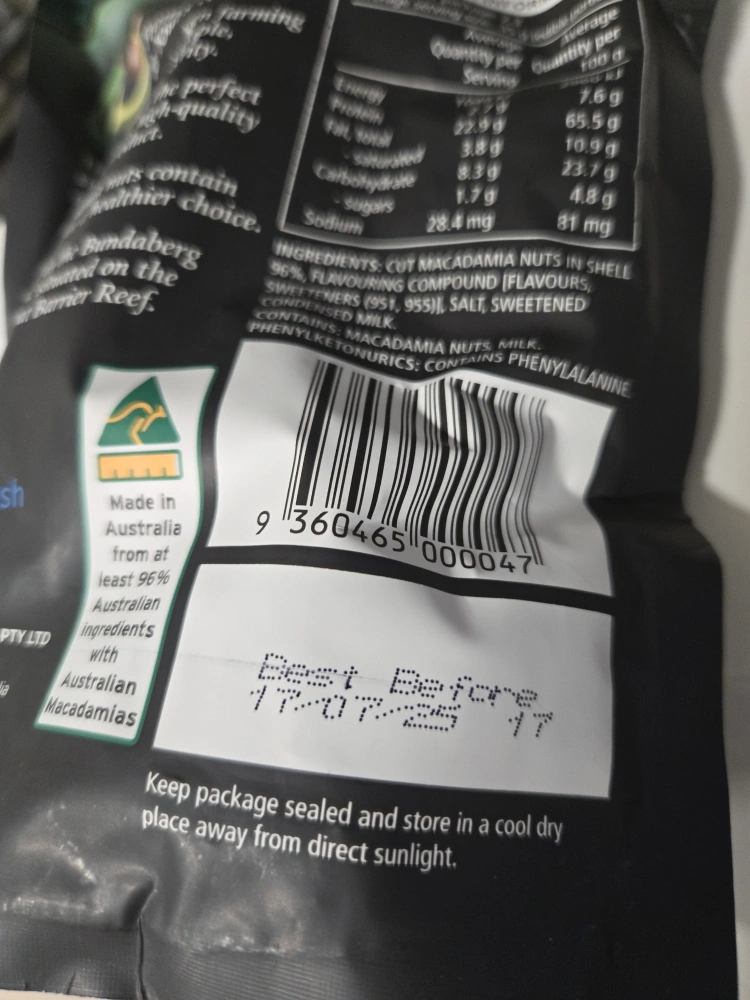 farming
perfect
contain
healthier choice.
Bundaberg
on the
Barrier Reef.
Average
Quantity per
Serving
Average
Quantity per
100 g
Energy
Protein 7.6 g
Fat, total 22.9 g 65.5 g
-saturated 3.8 g 10.9 g
Carbohydrate 8.3 g 23.7 g
-sugars 1.7 g 4.8 g
Sodium 28.4 mg 81 mg
INGREDIENTS: CUT MACADAMIA NUTS IN SHELL
96%, FLAVOURING COMPOUND [FLAVOURS,
SWEETENERS (951, 955)], SALT, SWEETENED
CONDENSED MILK.
CONTAINS: MACADAMIA NUTS, MILK.
PHENYLKETONURICS: CONTAINS PHENYLALANINE
9 360465 000047
Made in
Australia
from at
least 96%
Australian
ingredients
with
Australian
Macadamias
sh
PTY LTD
Best Before
17/07/25 17
Keep package sealed and store in a cool dry
place away from direct sunlight.